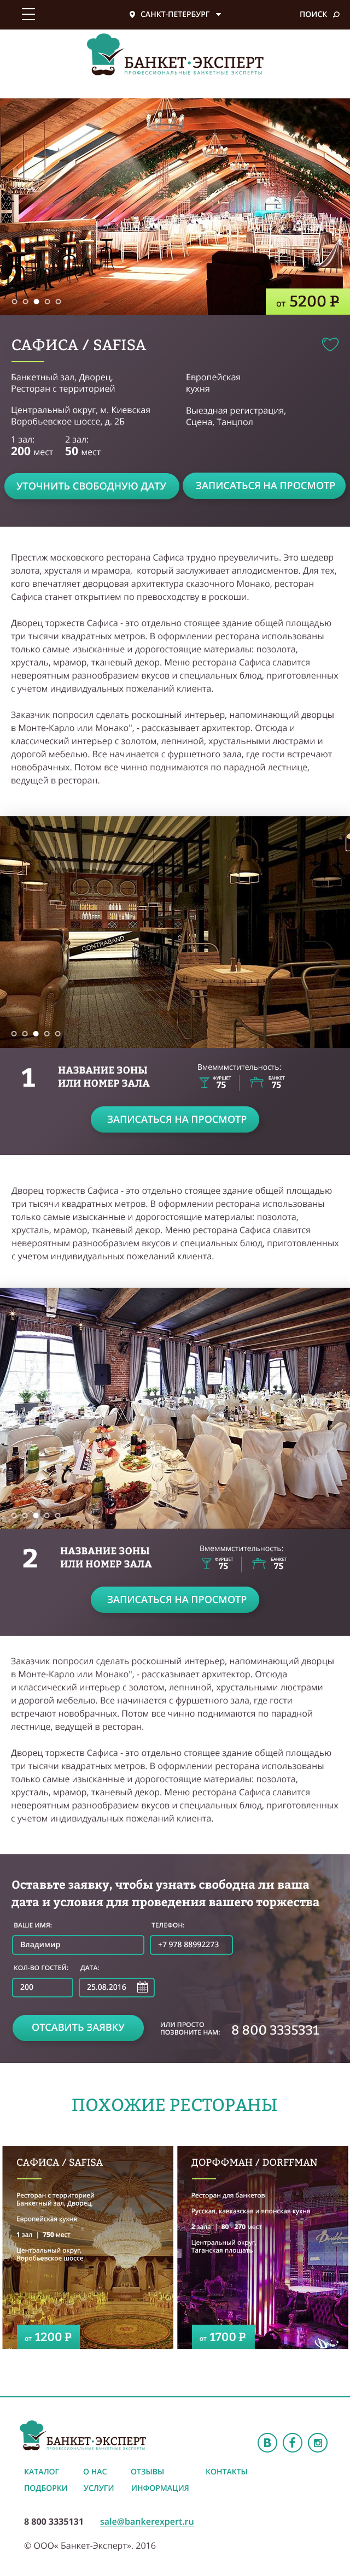 САНКТ-ПЕТЕРБУРГ
ПОИСК
БАНКЕТ·ЭКСПЕРТ
ПРОФЕССИОНАЛЬНЫЕ БАНКЕТНЫЕ ЭКСПЕРТЫ
от 5200 ₽
САФИСА / SAFISA
Банкетный зал, Дворец,
Ресторан с территорией
Европейская
кухня
Центральный округ, м. Киевская
Воробьевское шоссе, д. 2Б
Выездная регистрация,
Сцена, Танцпол
1 зал:
200 мест
2 зал:
50 мест
УТОЧНИТЬ СВОБОДНУЮ ДАТУ
ЗАПИСАТЬСЯ НА ПРОСМОТР
Престиж московского ресторана Сафиса трудно преувеличить. Это шедевр
золота, хрусталя и мрамора, который заслуживает аплодисментов. Для тех,
кого впечатляет дворцовая архитектура сказочного Монако, ресторан
Сафиса станет открытием по превосходству в роскоши.
Дворец торжеств Сафиса - это отдельно стоящее здание общей площадью
три тысячи квадратных метров. В оформлении ресторана использованы
только самые изысканные и дорогостоящие материалы: позолота,
хрусталь, мрамор, тканевый декор. Меню ресторана Сафиса славится
невероятным разнообразием вкусов и специальных блюд, приготовленных
с учетом индивидуальных пожеланий клиента.
Заказчик попросил сделать роскошный интерьер, напоминающий дворцы
в Монте-Карло или Монако", - рассказывает архитектор. Отсюда и
классический интерьер с золотом, лепниной, хрустальными люстрами и
дорогой мебелью. Все начинается с фуршетного зала, где гости встречают
новобрачных. Потом все чинно поднимаются по парадной лестнице,
ведущей в ресторан.
CONTRABAND
1
НАЗВАНИЕ ЗОНЫ
ИЛИ НОМЕР ЗАЛА
Вмемммстительность:
ФУРШЕТ
75
БАНКЕТ
75
ЗАПИСАТЬСЯ НА ПРОСМОТР
Дворец торжеств Сафиса - это отдельно стоящее здание общей площадью
три тысячи квадратных метров. В оформлении ресторана использованы
только самые изысканные и дорогостоящие материалы: позолота,
хрусталь, мрамор, тканевый декор. Меню ресторана Сафиса славится
невероятным разнообразием вкусов и специальных блюд, приготовленных
с учетом индивидуальных пожеланий клиента.
2
НАЗВАНИЕ ЗОНЫ
ИЛИ НОМЕР ЗАЛА
Вмемммстительность:
ФУРШЕТ
75
БАНКЕТ
75
ЗАПИСАТЬСЯ НА ПРОСМОТР
Заказчик попросил сделать роскошный интерьер, напоминающий дворцы
в Монте-Карло или Монако", - рассказывает архитектор. Отсюда
и классический интерьер с золотом, лепниной, хрустальными люстрами
и дорогой мебелью. Все начинается с фуршетного зала, где гости
встречают новобрачных. Потом все чинно поднимаются по парадной
лестнице, ведущей в ресторан.
Дворец торжеств Сафиса - это отдельно стоящее здание общей площадью
три тысячи квадратных метров. В оформлении ресторана использованы
только самые изысканные и дорогостоящие материалы: позолота,
хрусталь, мрамор, тканевый декор. Меню ресторана Сафиса славится
невероятным разнообразием вкусов и специальных блюд, приготовленных
с учетом индивидуальных пожеланий клиента.
Оставьте заявку, чтобы узнать свободна ли ваша
дата и условия для проведения вашего торжества
ВАШЕ ИМЯ:
ТЕЛЕФОН:
Владимир
+7 978 88992273
КОЛ-ВО ГОСТЕЙ:
ДАТА:
200
25.08.2016
ОТСАВИТЬ ЗАЯВКУ
ИЛИ ПРОСТО
ПОЗВОНИТЕ НАМ:
8 800 3335331
ПОХОЖИЕ РЕСТОРАНЫ
САФИСА / SAFISA
Ресторан с территорией
Банкетный зал, Дворец,
Европейская кухня
1 зал | 750 мест
Центральный округ,
Воробьевское шоссе
от 1200 ₽
ДОРФФМАН / DORFFMAN
Ресторан для банкетов
Русская, кавказская и японская кухня
2 зала | 80 - 270 мест
Центральный округ,
Таганская площать
от 1700 ₽
БАНКЕТ·ЭКСПЕРТ
ПРОФЕССИОНАЛЬНЫЕ БАНКЕТНЫЕ ЭКСПЕРТЫ
КАТАЛОГ
О НАС
ОТЗЫВЫ
КОНТАКТЫ
ПОДБОРКИ
УСЛУГИ
ИНФОРМАЦИЯ
8 800 3335131
sale@bankerexpert.ru
© ООО« Банкет-Эксперт». 2016